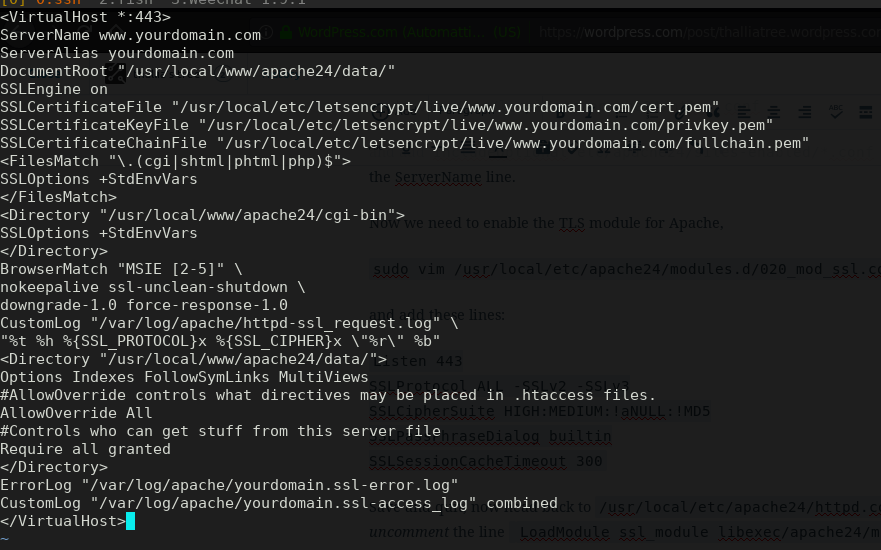 [0] 0:ssh 2:fish 3:WeeChat 1.9.1
<VirtualHost *:443>
ServerName www.yourdomain.com
ServerAlias yourdomain.com
DocumentRoot "/usr/local/www/apache24/data/"
SSLEngine on
SSLCertificateFile "/usr/local/etc/letsencrypt/live/www.yourdomain.com/cert.pem"
SSLCertificateKeyFile "/usr/local/etc/letsencrypt/live/www.yourdomain.com/privkey.pem"
SSLCertificateChainFile "/usr/local/etc/letsencrypt/live/www.yourdomain.com/fullchain.pem"
<FilesMatch "\.(cgi|shtml|phtml|php)$">
SSLOptions +StdEnvVars
</FilesMatch>
<Directory "/usr/local/www/apache24/cgi-bin">
SSLOptions +StdEnvVars
</Directory>
BrowserMatch "MSIE [2-5]" \
nokeepalive ssl-unclean-shutdown \
downgrade-1.0 force-response-1.0
CustomLog "/var/log/apache/httpd-ssl_request.log" \
"%t %h %{SSL_PROTOCOL}x %{SSL_CIPHER}x \"%r\" %b"
<Directory "/usr/local/www/apache24/data/">
Options Indexes FollowSymLinks MultiViews
#AllowOverride controls what directives may be placed in .htaccess files.
AllowOverride All
#Controls who can get stuff from this server file
Require all granted
</Directory>
ErrorLog "/var/log/apache/yourdomain.ssl-error.log"
CustomLog "/var/log/apache/yourdomain.ssl-access_log" combined
</VirtualHost>
~
WordPress.com (Automatti... (US) https://wordpress.com/post/thalliatree.wordpress.com
the ServerName line.
Now we need to enable the TLS module for Apache,
sudo vim /usr/local/etc/apache24/modules.d/020_mod_ssl.co
and add these lines:
Listen 443
SSLProtocol ALL -SSLv2 -SSLv3
SSLCipherSuite HIGH:MEDIUM:!aNULL:!MD5
SSLPassPhraseDialog builtin
SSLSessionCacheTimeout 300
back to /usr/local/etc/apache24/httpd.co
uncomment the line LoadModule ssl_module libexec/apache24/m